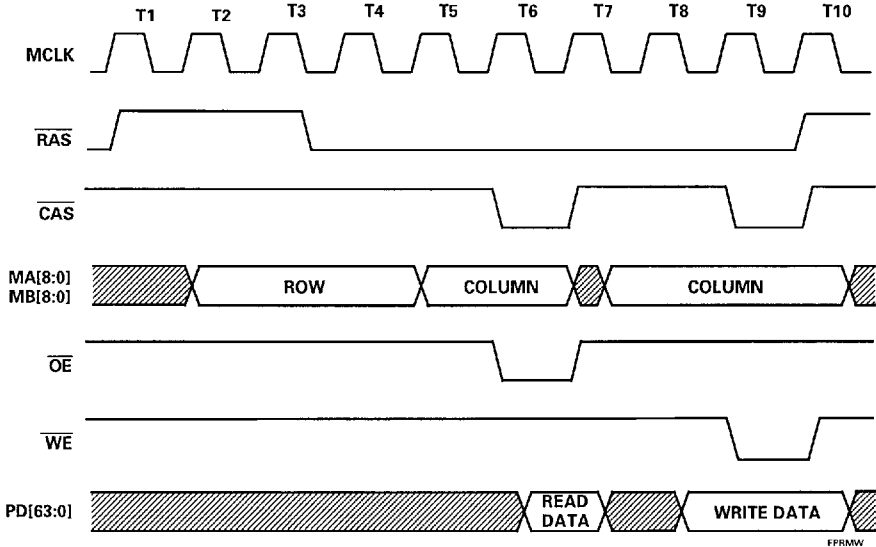 T1 T2 T3 T4 T5 T6 T7 T8 T9 T10
MCLK
RAS
CAS
MA[8:0]
MB[8:0]
ROW COLUMN COLUMN
OE
WE
PD[63:0]
READ
DATA
WRITE DATA
FPRMW